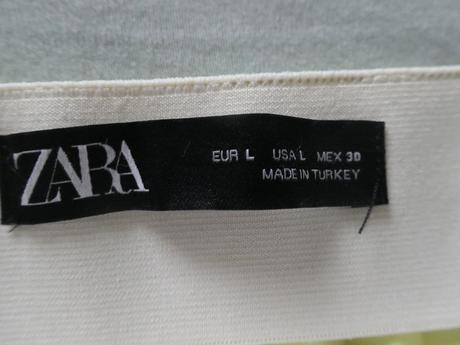 ZARA
EUR L USA L MEX 30
MADE IN TURKEY